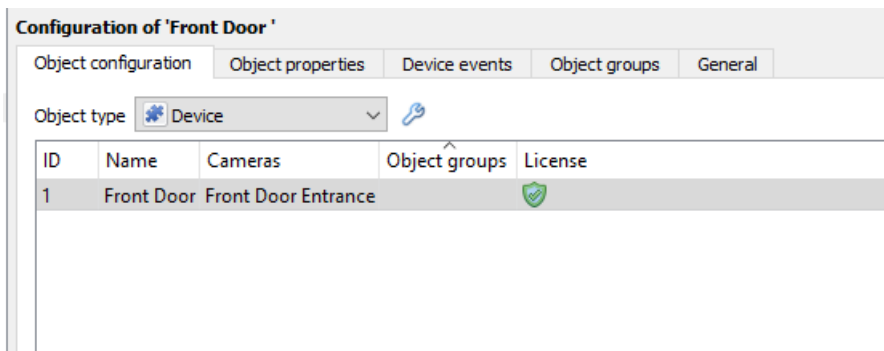 Configuration of 'Front Door '
Object configuration Object properties Device events Object groups General
Object type Device
ID Name Cameras Object groups License
1 Front Door Front Door Entrance